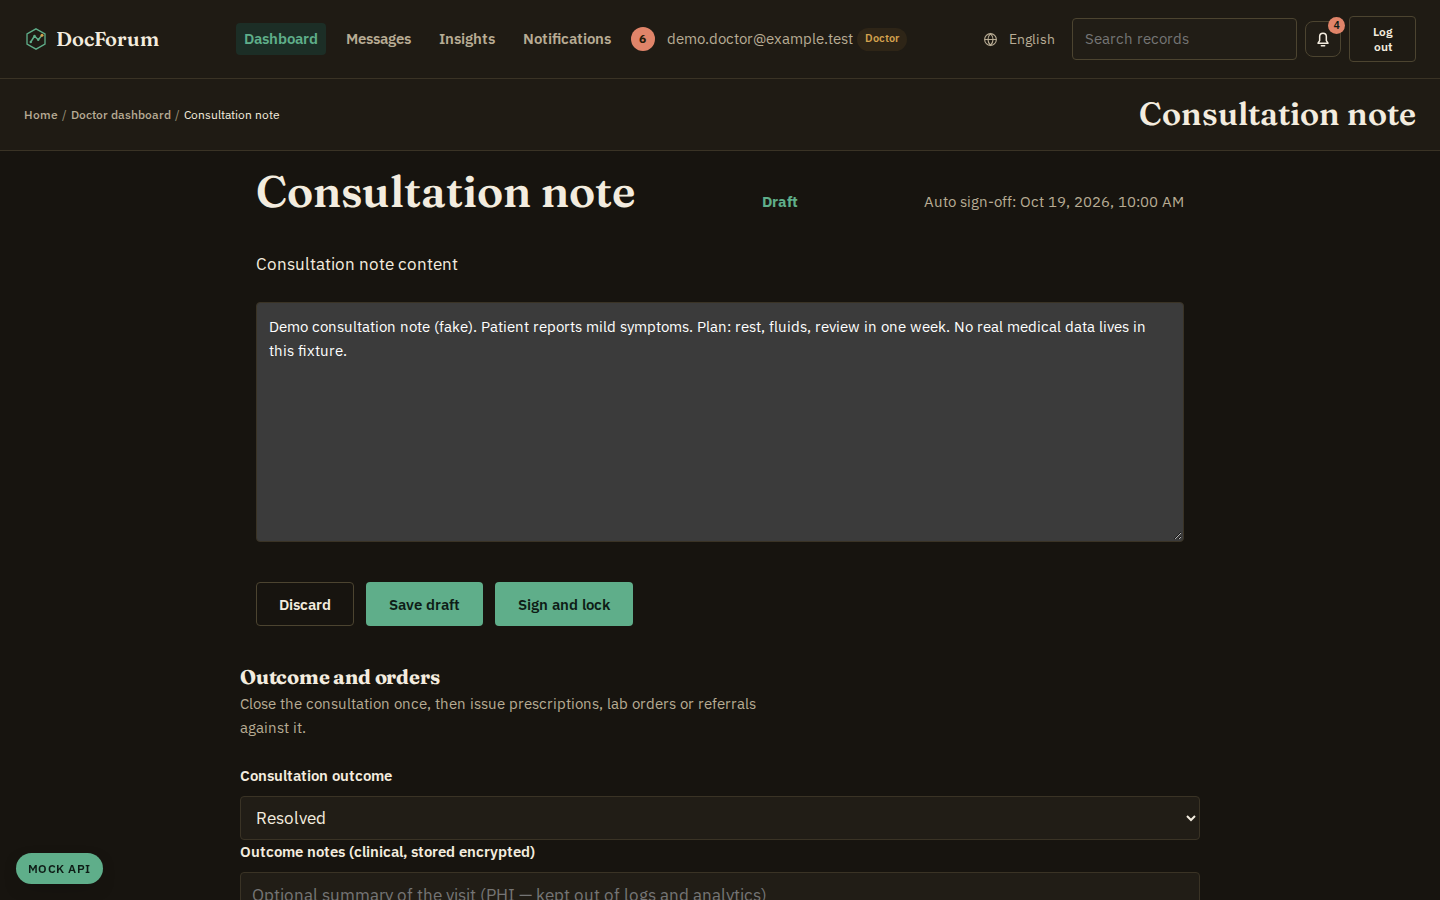 DocForum
Dashboard
Messages
Insights
Notifications
6
demo.doctor@example.test
Doctor
English
Search records
4
Log out
Home / Doctor dashboard / Consultation note
Consultation note
Consultation note
Draft
Auto sign-off: Oct 19, 2026, 10:00 AM
Consultation note content
Demo consultation note (fake). Patient reports mild symptoms. Plan: rest, fluids, review in one week. No real medical data lives in
this fixture.
Discard
Save draft
Sign and lock
Outcome and orders
Close the consultation once, then issue prescriptions, lab orders or referrals
against it.
Consultation outcome
Resolved
Outcome notes (clinical, stored encrypted)
Optional summary of the visit (PHI — kept out of logs and analytics)
MOCK API